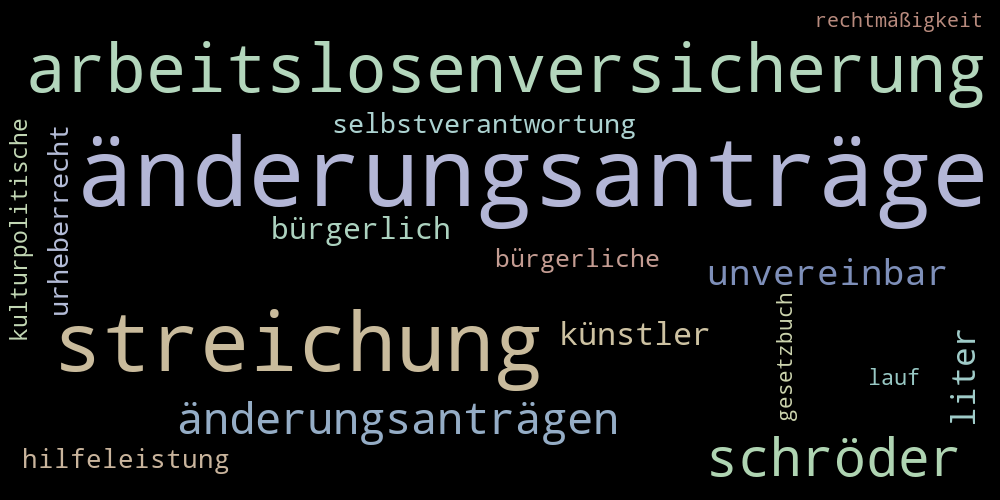 rechtmäßigkeit
arbeitslosenversicherung
selbstverantwortung
kulturpolitische
urheberrecht
änderungsanträge
bürgerlich
bürgerliche
unvereinbar
streichung
künstler
gesetzbuch
liter
lauf
änderungsanträgen
hilfeleistung
schröder